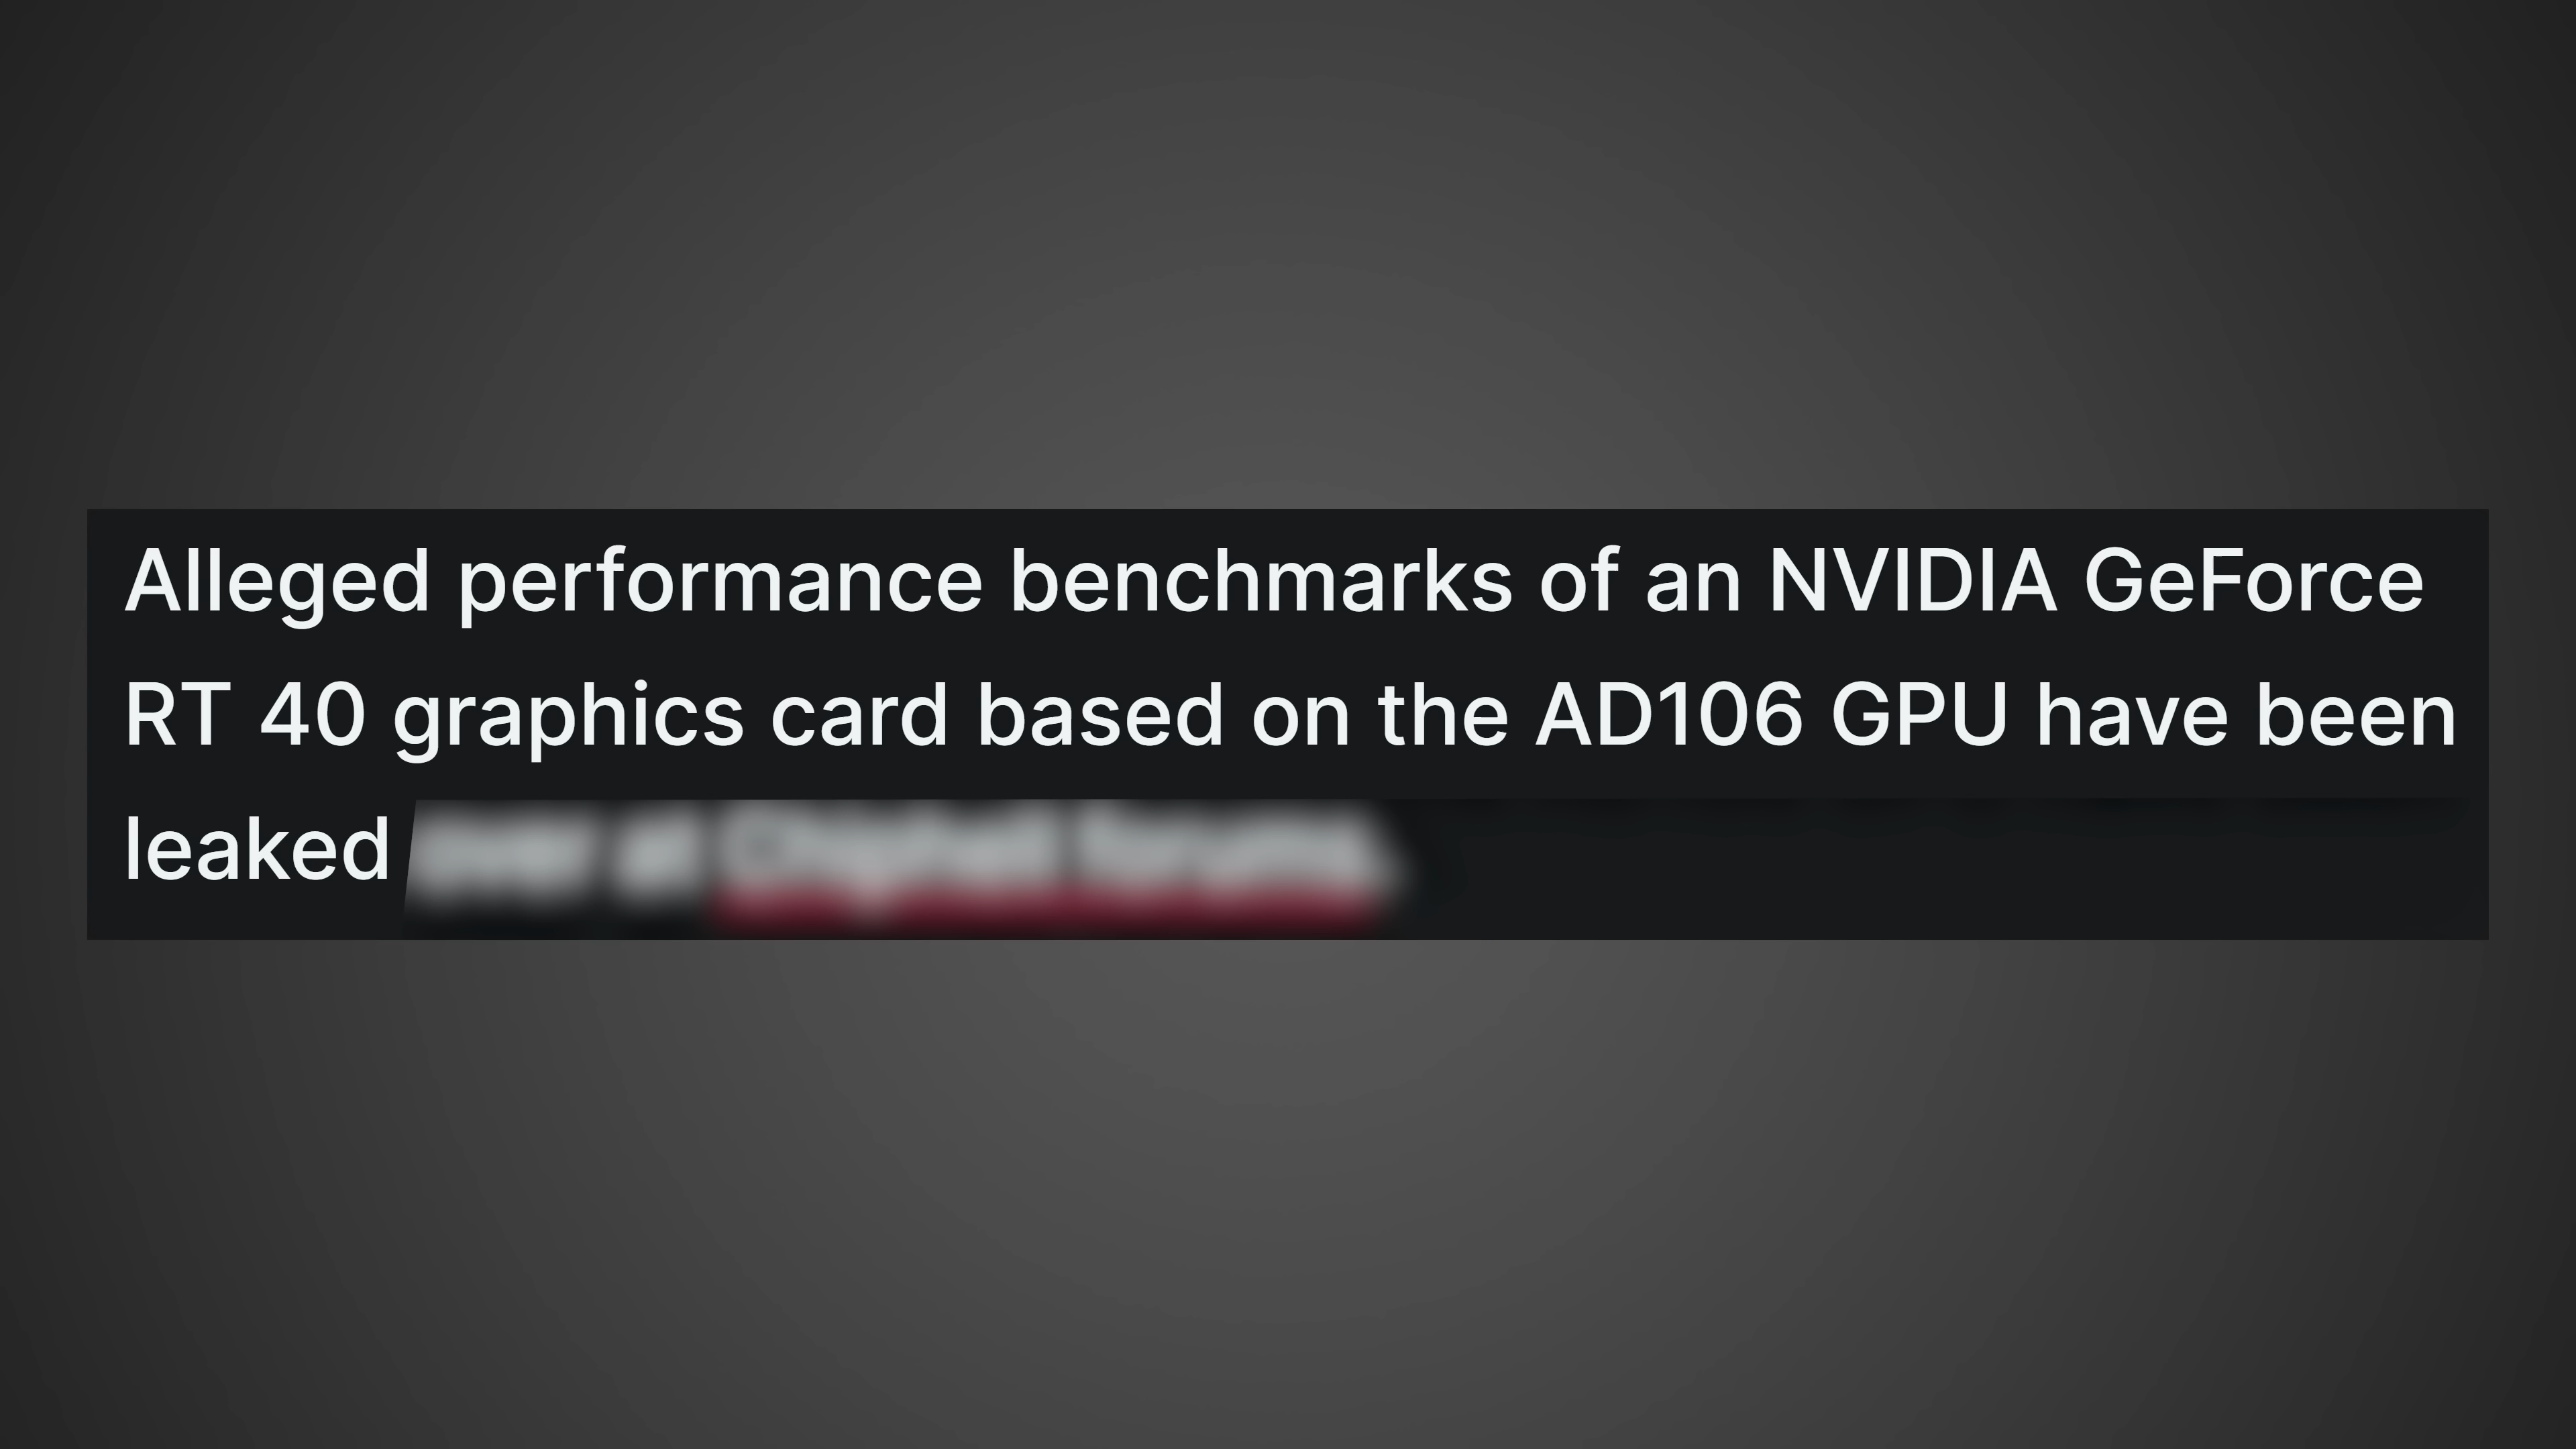 Alleged performance benchmarks of an NVIDIA GeForce
RT 40 graphics card based on the AD106 GPU have been
leaked